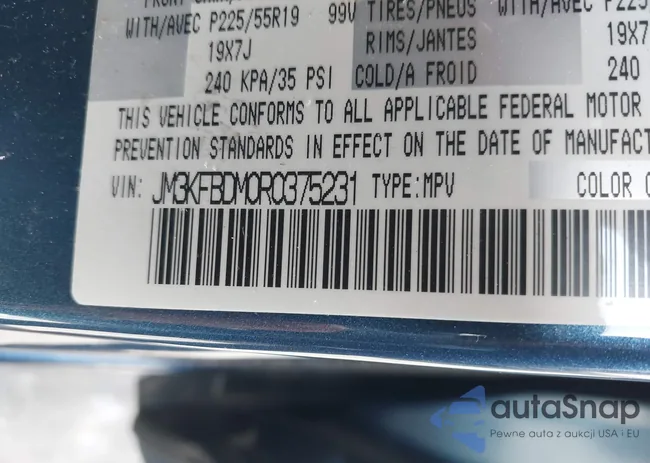 WITH/AVEC P225/55R19 99V TIRES/PNEUS WITH/AVEC P225
19X7J RIMS/JANTES 19X7
240 KPA/35 PSI COLD/A FROID 240
THIS VEHICLE CONFORMS TO ALL APPLICABLE FEDERAL MOTOR
PREVENTION STANDARDS IN EFFECT ON THE DATE OF MANUFACT
VIN: JM3KFBDM0R0375231 TYPE:MPV COLOR
autaSnap
Pewne auta z aukcji USA i EU